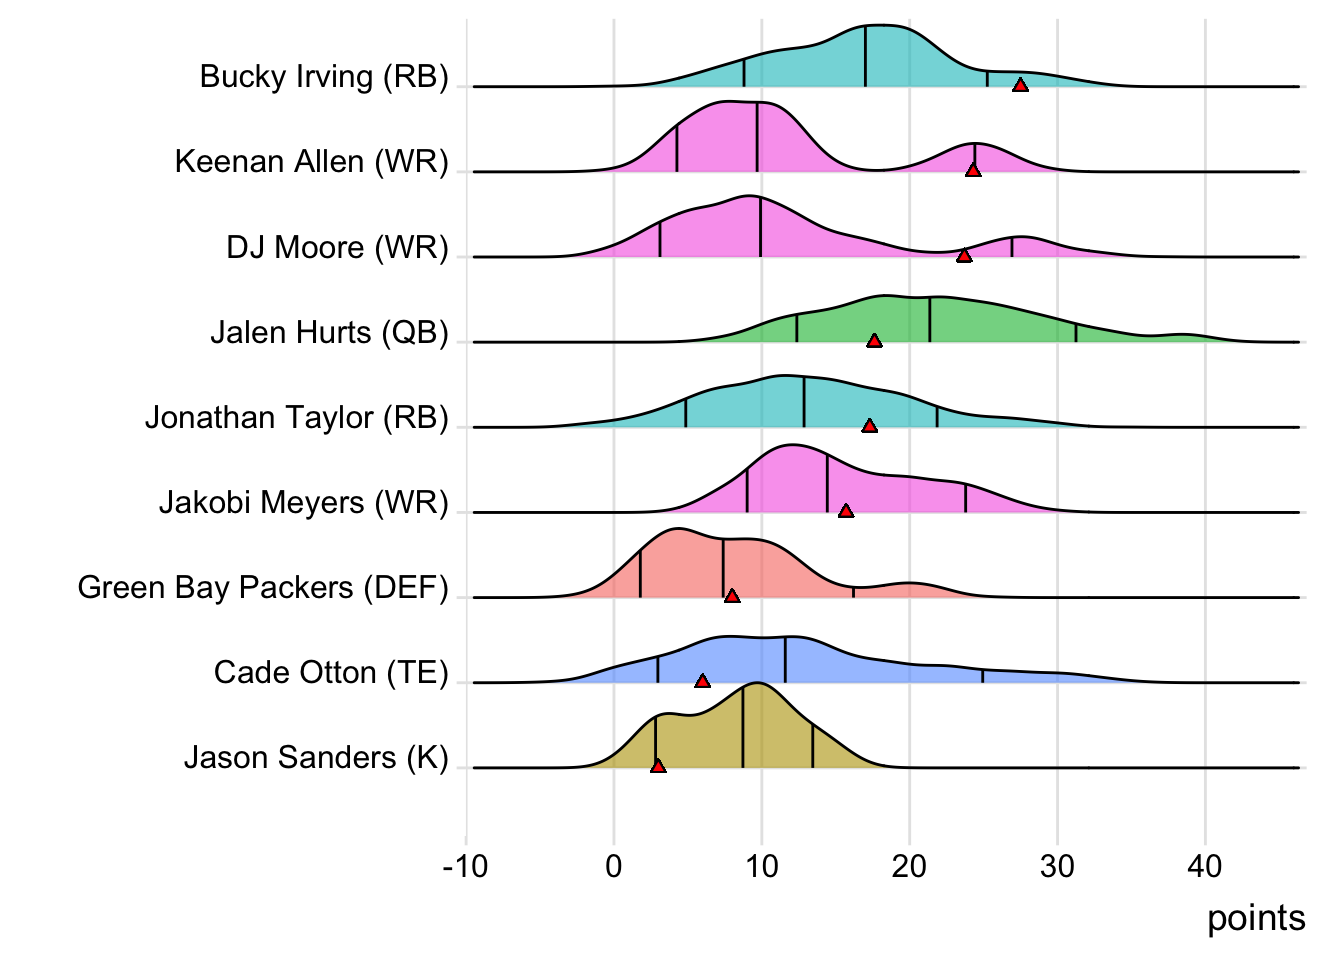 Bucky Irving (RB)
Keenan Allen (WR)
DJ Moore (WR)
Jalen Hurts (QB)
Jonathan Taylor (RB)
Jakobi Meyers (WR)
Green Bay Packers (DEF)
Cade Otton (TE)
Jason Sanders (K)
-10 0 10 20 30 40
points